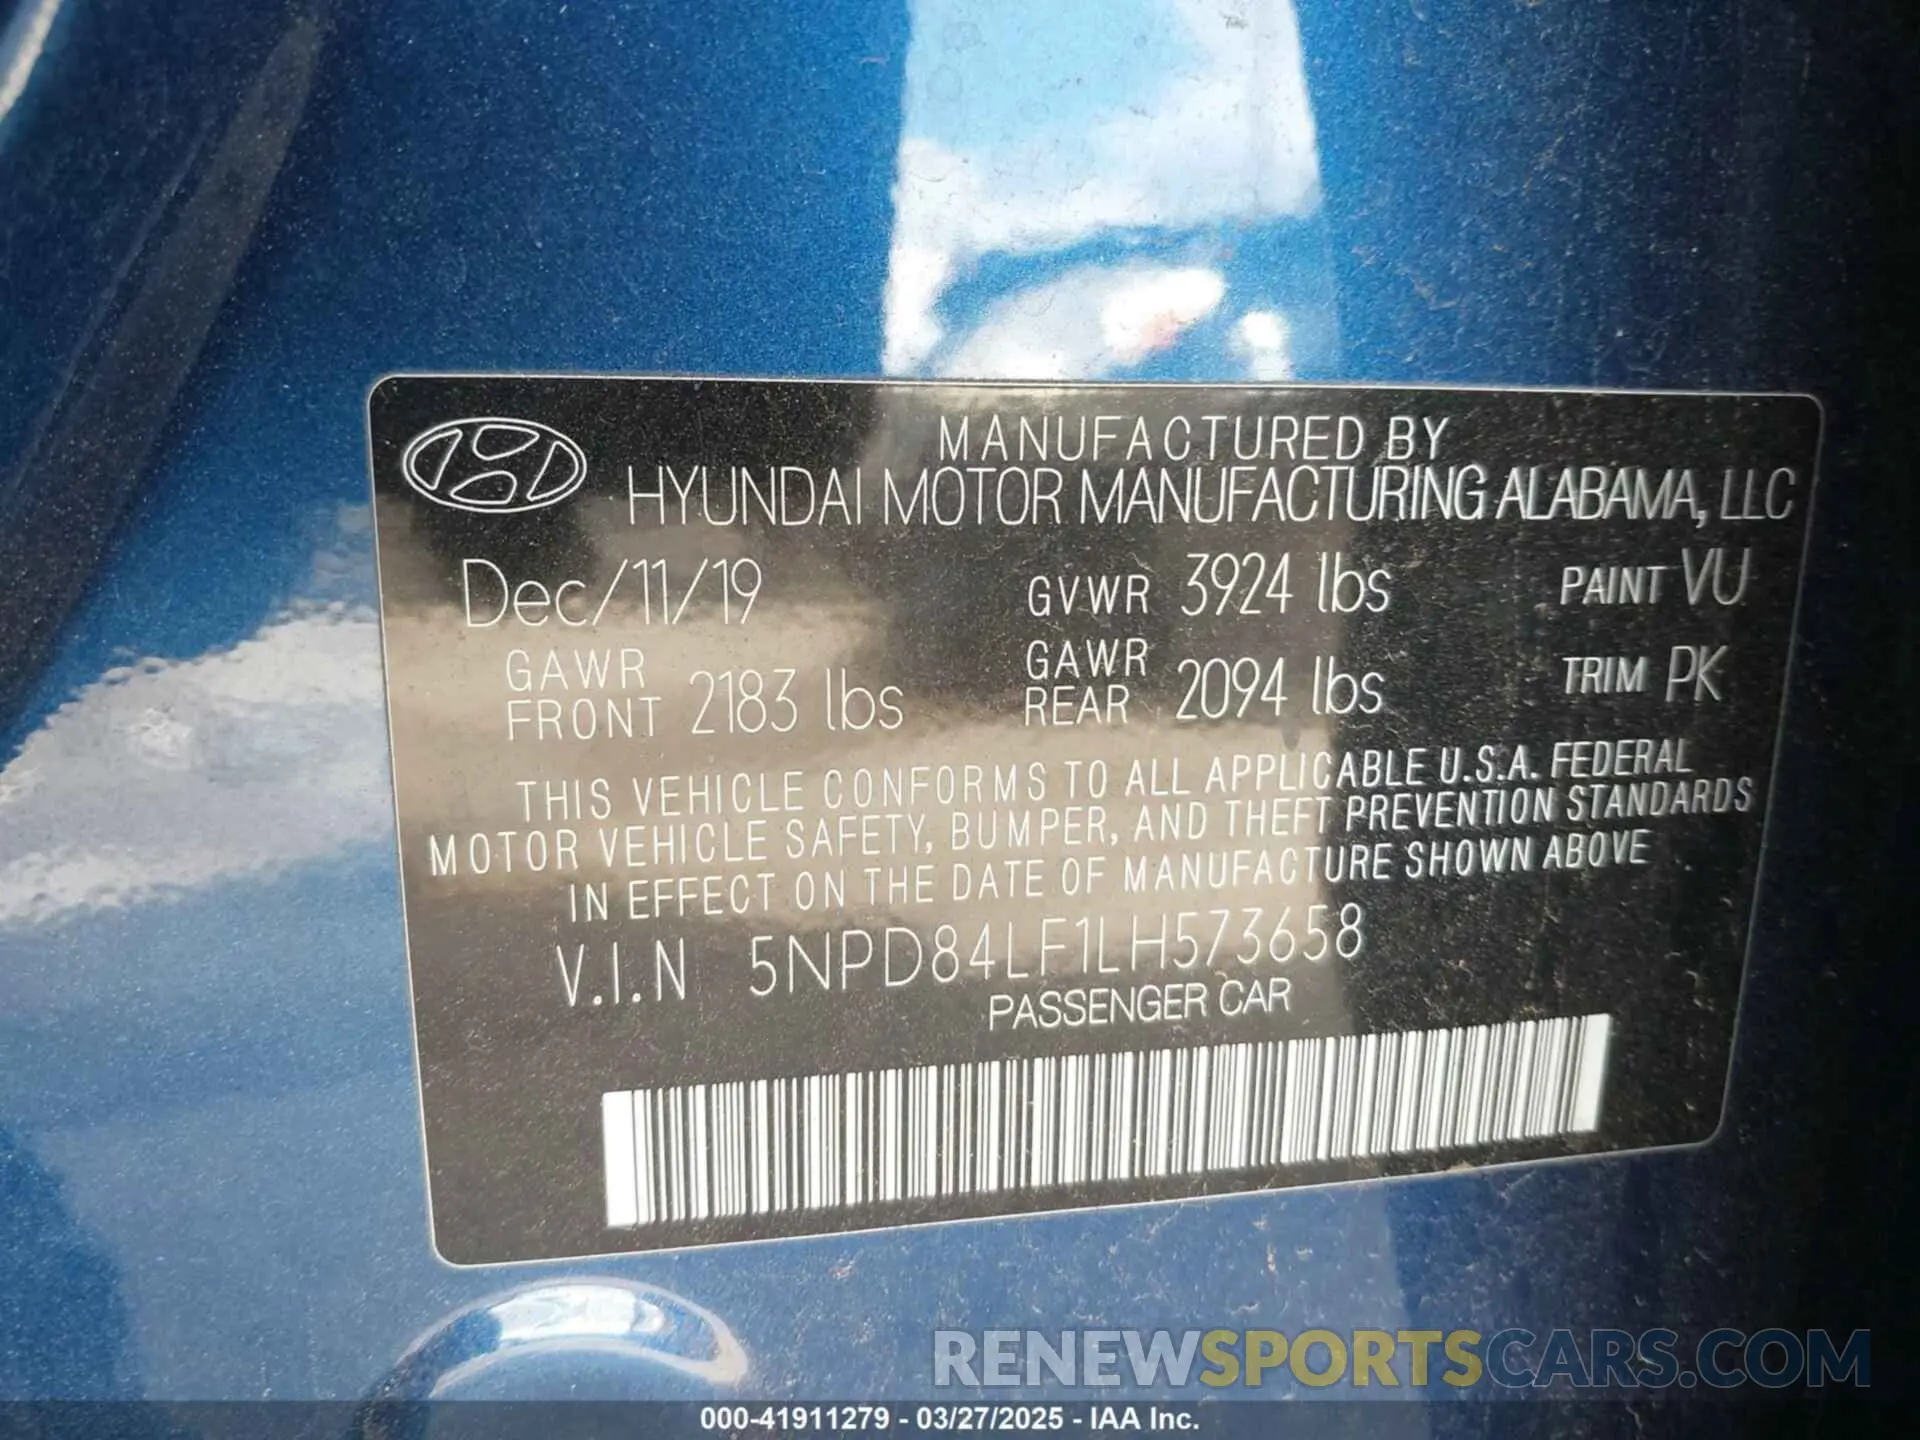 MANUFACTURED BY
HYUNDAI MOTOR MANUFACTURING ALABAMA, LLC
Dec/11/19 GVWR 3924 lbs PAINT VU
GAWR FRONT 2183 lbs GAWR REAR 2094 lbs TRIM PK
THIS VEHICLE CONFORMS TO ALL APPLICABLE U.S.A. FEDERAL
MOTOR VEHICLE SAFETY, BUMPER, AND THEFT PREVENTION STANDARDS
IN EFFECT ON THE DATE OF MANUFACTURE SHOWN ABOVE
V.I.N 5NPD84LF1LH573658
PASSENGER CAR
RENEWSPORTSCARS.COM
000-41911279 - 03/27/2025 - IAA Inc.